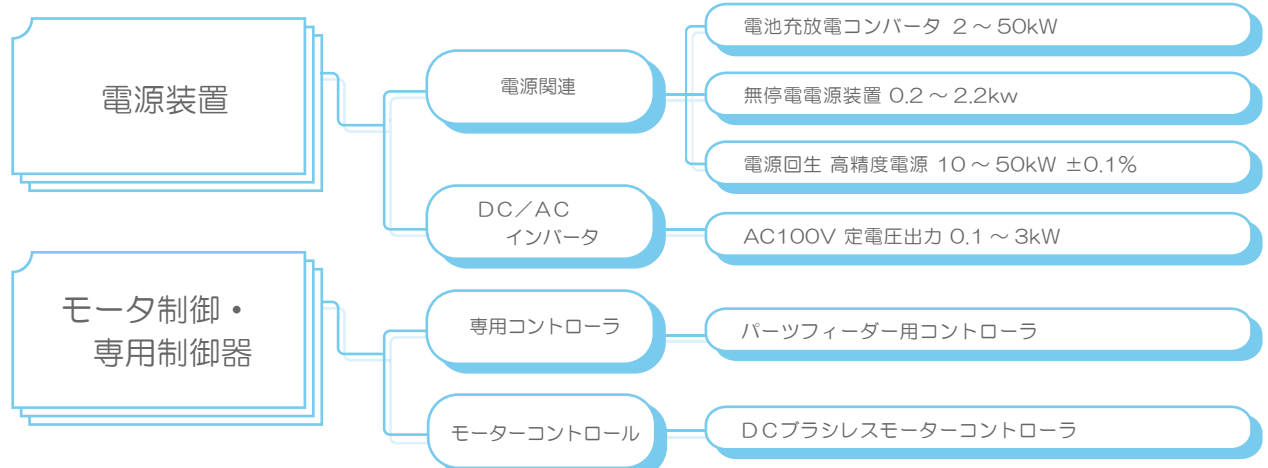 電源装置
電源関連
電池充放電コンバータ 2～50kW
無停電電源装置 0.2～2.2kw
電源回生 高精度電源 10～50kW ±0.1%
DC／AC
インバータ
AC100V 定電圧出力 0.1～3kW
モータ制御・
専用制御器
専用コントローラ
パーツフィーダー用コントローラ
モーターコントロール
DCブラシレスモーターコントローラ